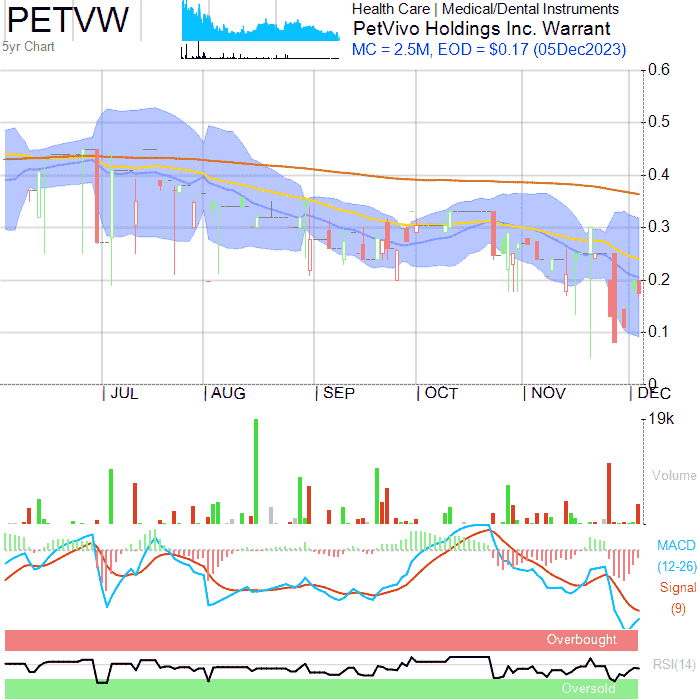 PETVW
5yr Chart
Health Care | Medical/Dental Instruments
PetVivo Holdings Inc. Warrant
MC = 2.5M, EOD = $0.17 (05Dec2023)
0.6
0.5
0.4
0.3
0.2
0.1
0
JUL AUG SEP OCT NOV DEC
19k
Volume
MACD
(12-26)
Signal
(9)
Overbought
RSI(14)
Oversold